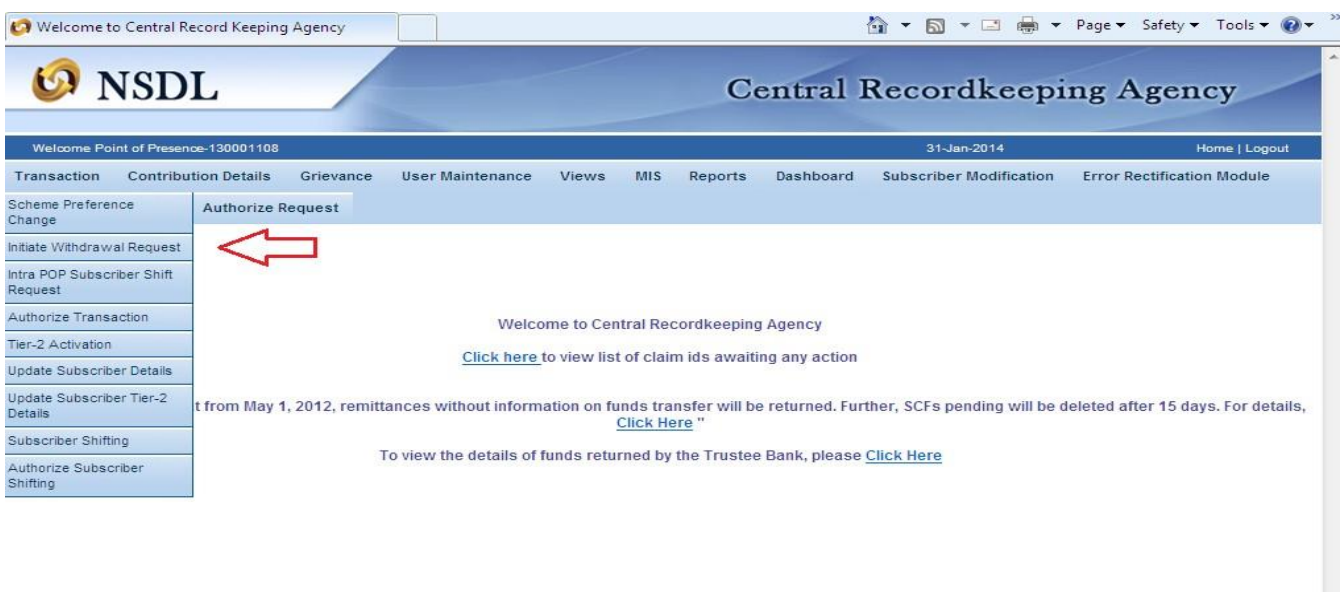 Welcome to Central Record Keeping Agency
Page Safety Tools
NSDL
Central Recordkeeping Agency
Welcome Point of Presence-130001108 31-Jan-2014 Home | Logout
Transaction Contribution Details Grievance User Maintenance Views MIS Reports Dashboard Subscriber Modification Error Rectification Module
Scheme Preference
Change
Authorize Request
Initiate Withdrawal Request
Intra POP Subscriber Shift
Request
Authorize Transaction
Tier-2 Activation
Update Subscriber Details
Update Subscriber Tier-2
Details
Subscriber Shifting
Authorize Subscriber
Shifting
Welcome to Central Recordkeeping Agency
Click here to view list of claim ids awaiting any action
t from May 1, 2012, remittances without information on funds transfer will be returned. Further, SCFs pending will be deleted after 15 days. For details,
Click Here "
To view the details of funds returned by the Trustee Bank, please Click Here